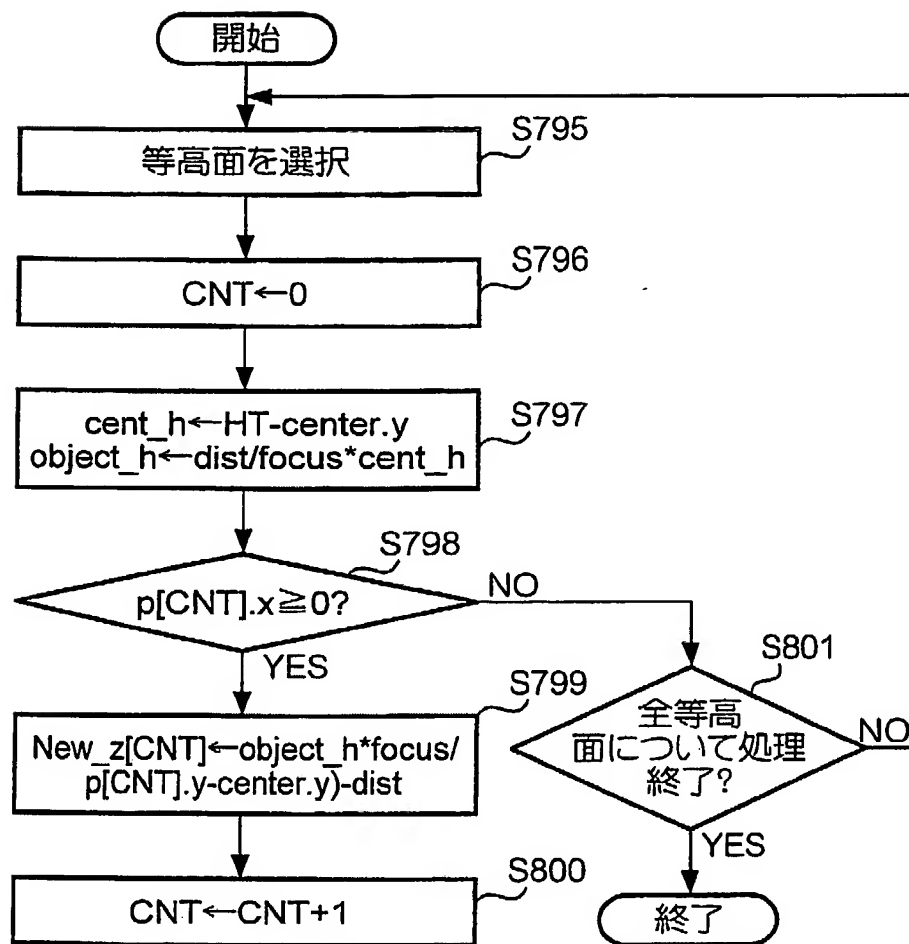 開始
S795
等高面を選択
S796
CNT←0
S797
cent_h←HT-center.y
object_h←dist/focus*cent_h
S798
p[CNT].x≧0?
NO
YES
S799
New_z[CNT]←object_h*focus/
p[CNT].y-center.y)-dist
S800
CNT←CNT+1
S801
全等高
面について処理
終了?
NO
YES
終了